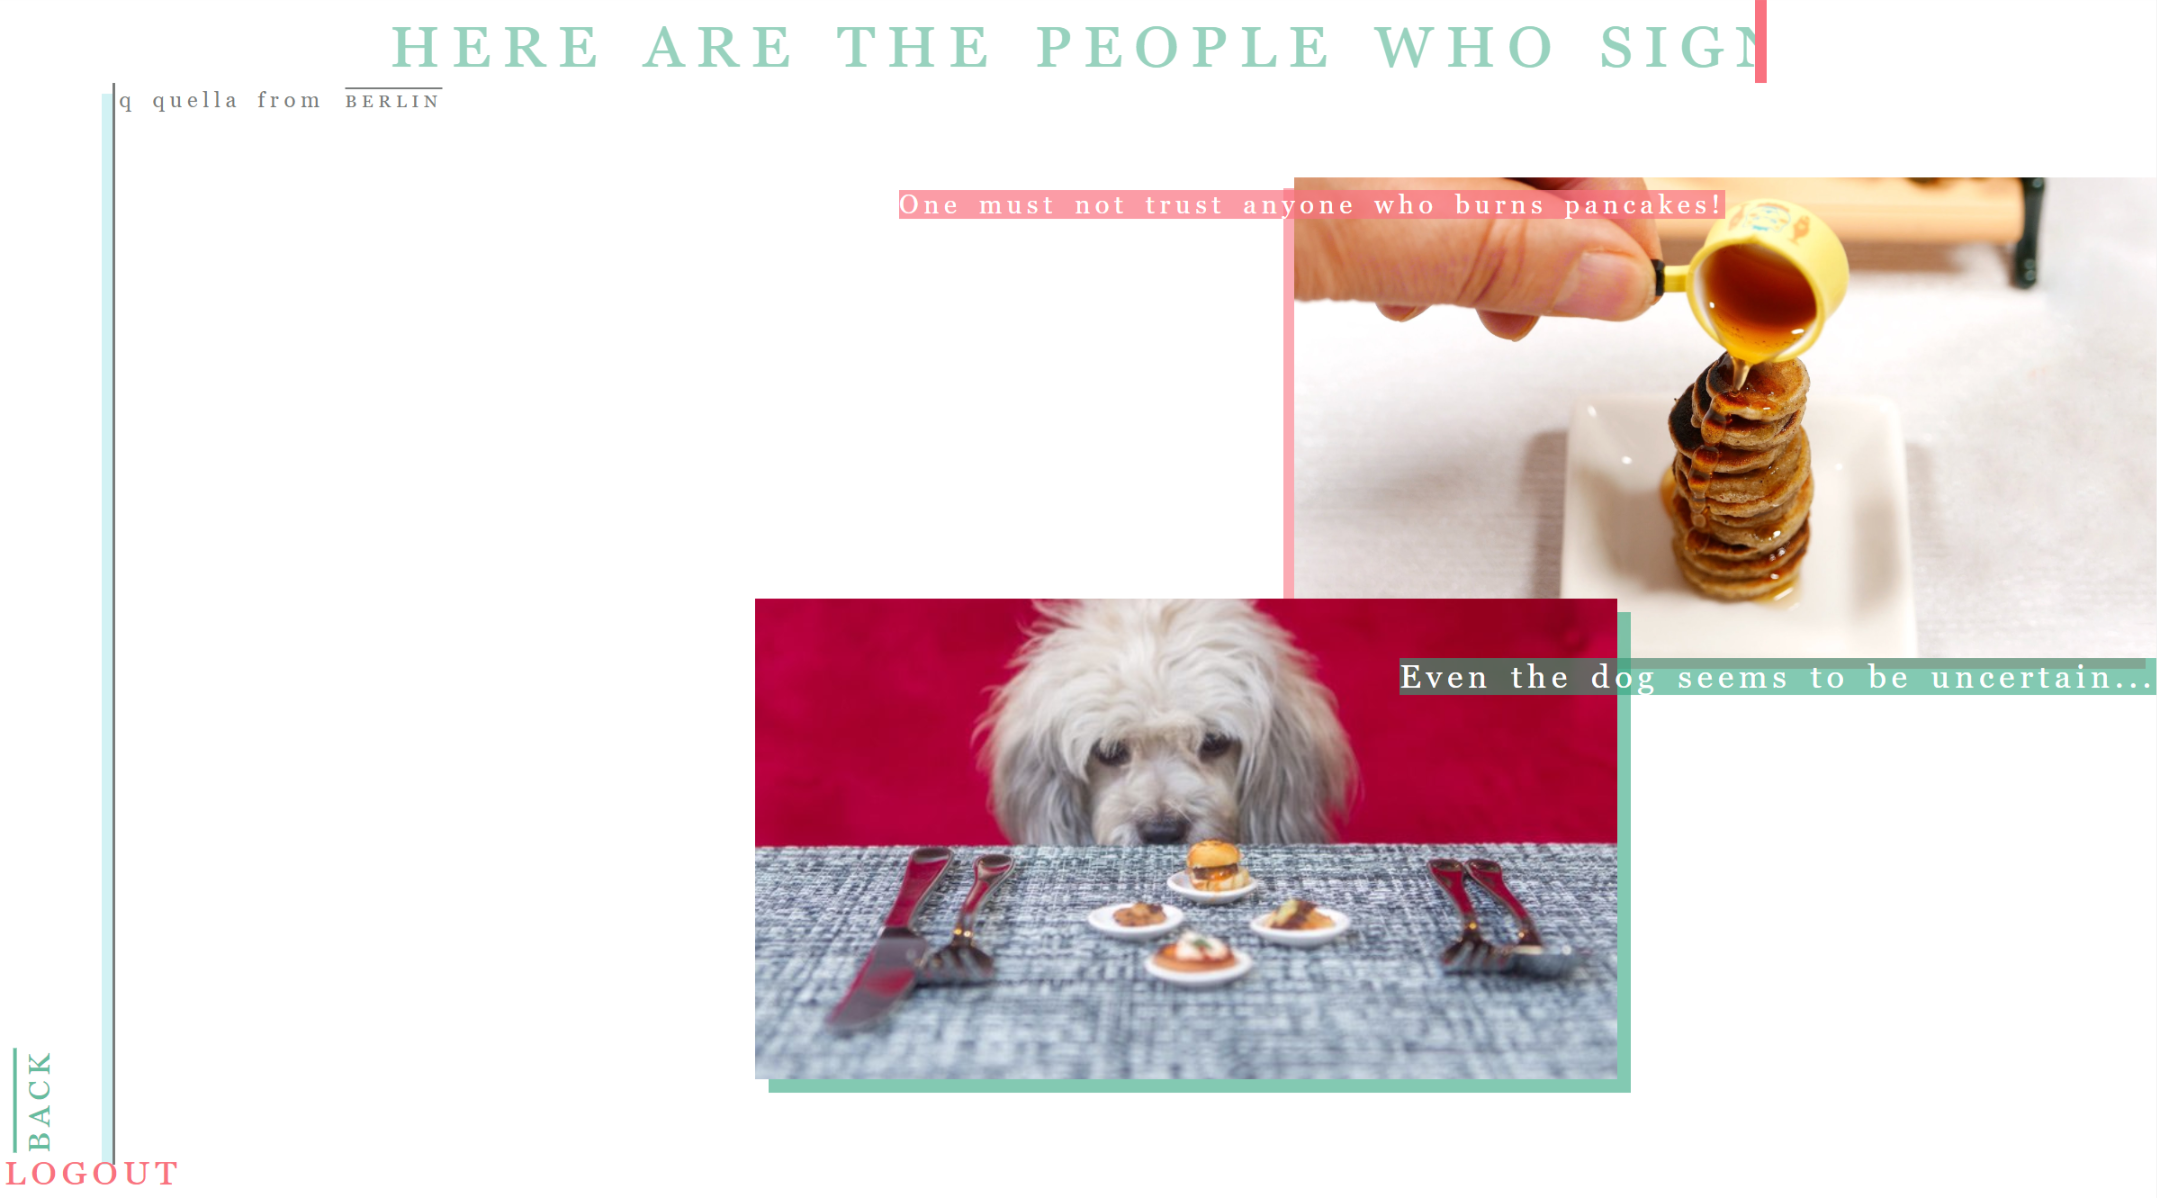 HERE ARE THE PEOPLE WHO SIGN
q quella from BERLIN
One must not trust anyone who burns pancakes!
Even the dog seems to be uncertain...
BACK
LOGOUT